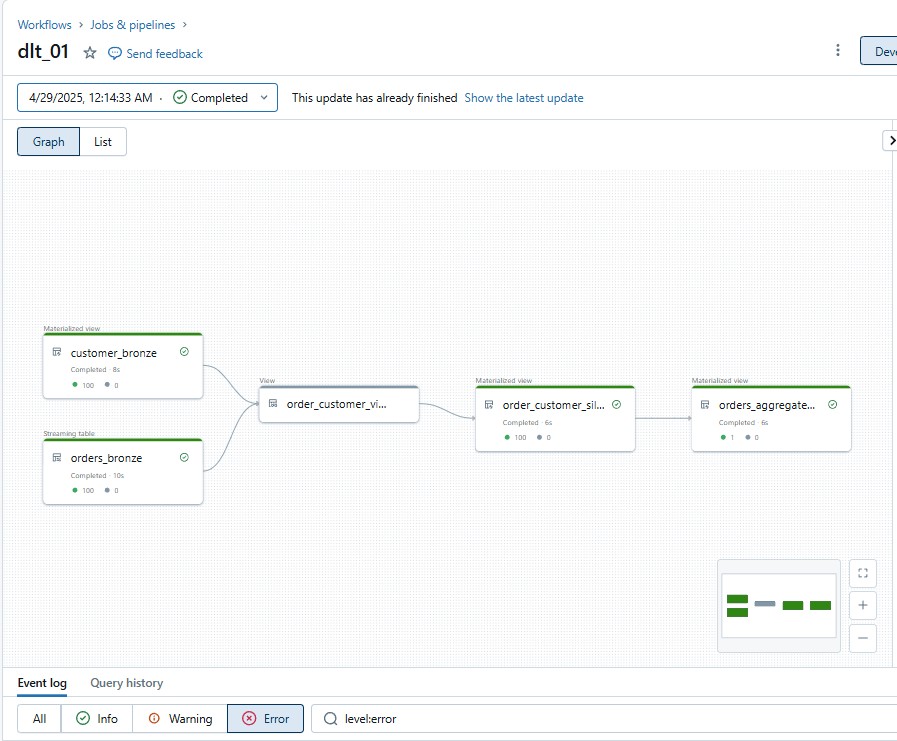 Workflows > Jobs & pipelines >
dlt_01 Send feedback
4/29/2025, 12:14:33 AM · Completed This update has already finished Show the latest update
Graph List
Materialized view
customer_bronze
Completed · 8s
100 0
Streaming table
orders_bronze
Completed · 10s
100 0
View
order_customer_vi...
Materialized view
order_customer_sil...
Completed · 6s
100 0
Materialized view
orders_aggregate...
Completed · 6s
1 0
Event log Query history
All Info Warning Error level:error